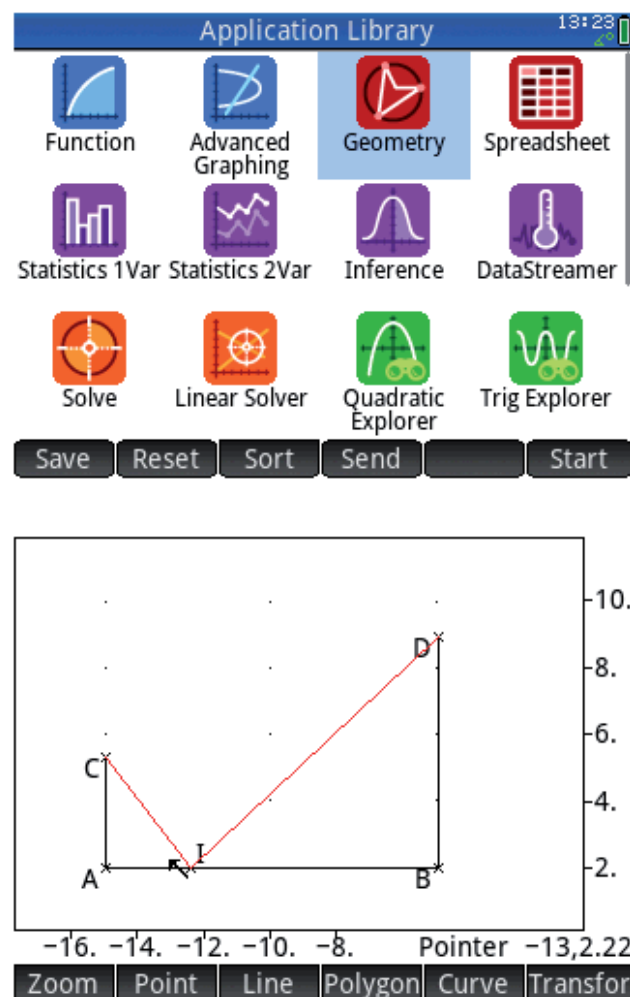 Application Library 13:23
Function Advanced Graphing Geometry Spreadsheet
Statistics 1Var Statistics 2Var Inference DataStreamer
Solve Linear Solver Quadratic Explorer Trig Explorer
Save Reset Sort Send Start
10.
D
8.
6.
C
4.
I
A B 2.
-16. -14. -12. -10. -8. Pointer -13,2.22
Zoom Point Line Polygon Curve Transfor